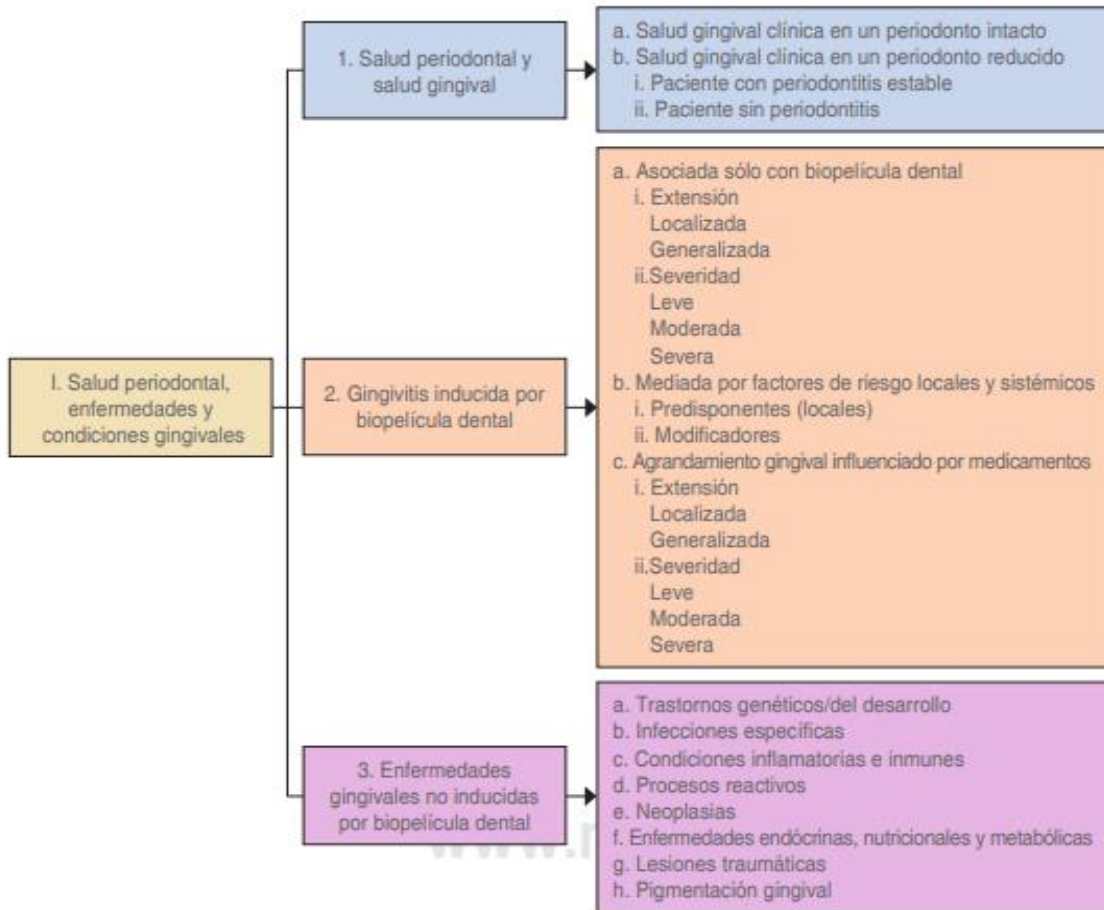 I. Salud periodontal,
enfermedades y
condiciones gingivales
1. Salud periodontal y
salud gingival
a. Salud gingival clínica en un periodonto intacto
b. Salud gingival clínica en un periodonto reducido
i. Paciente con periodontitis estable
ii. Paciente sin periodontitis
2. Gingivitis inducida por
biopelícula dental
a. Asociada sólo con biopelícula dental
i. Extensión
Localizada
Generalizada
ii.Severidad
Leve
Moderada
Severa
b. Mediada por factores de riesgo locales y sistémicos
i. Predisponentes (locales)
ii. Modificadores
c. Agrandamiento gingival influenciado por medicamentos
i. Extensión
Localizada
Generalizada
ii.Severidad
Leve
Moderada
Severa
3. Enfermedades
gingivales no inducidas
por biopelícula dental
a. Trastornos genéticos/del desarrollo
b. Infecciones específicas
c. Condiciones inflamatorias e inmunes
d. Procesos reactivos
e. Neoplasias
f. Enfermedades endócrinas, nutricionales y metabólicas
g. Lesiones traumáticas
h. Pigmentación gingival